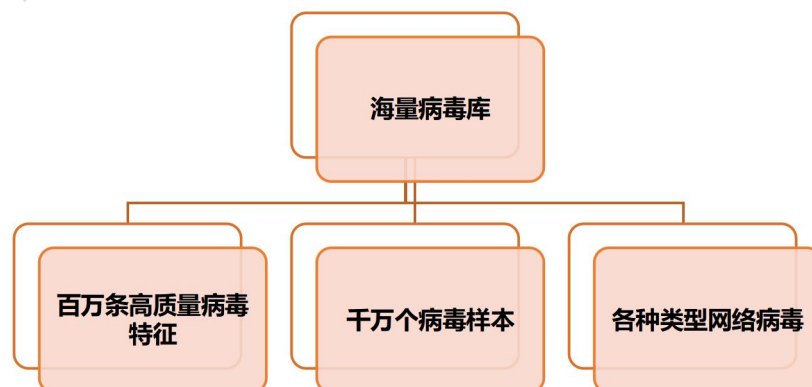 海量病毒库
百万条高质量病毒
特征
千万个病毒样本
各种类型网络病毒